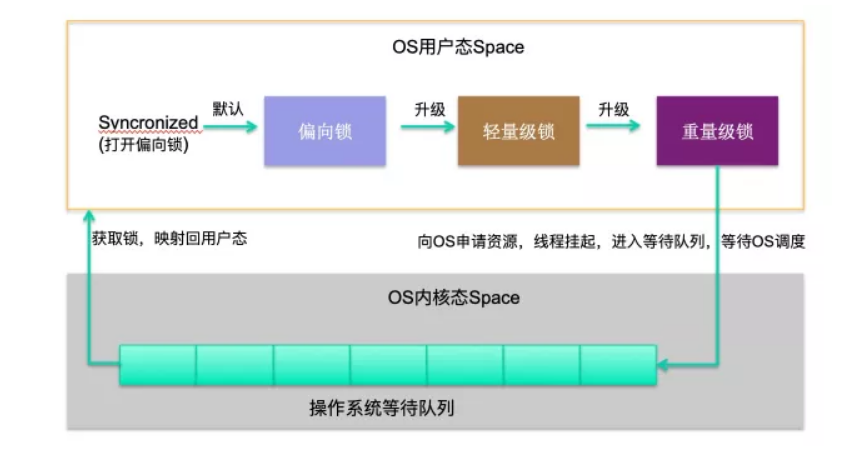 OS用户态Space
默认
升级
升级
Syncronized
(打开偏向锁)
偏向锁
轻量级锁
重量级锁
获取锁，映射回用户态
向OS申请资源，线程挂起，进入等待队列，等待OS调度
OS内核态Space
操作系统等待队列